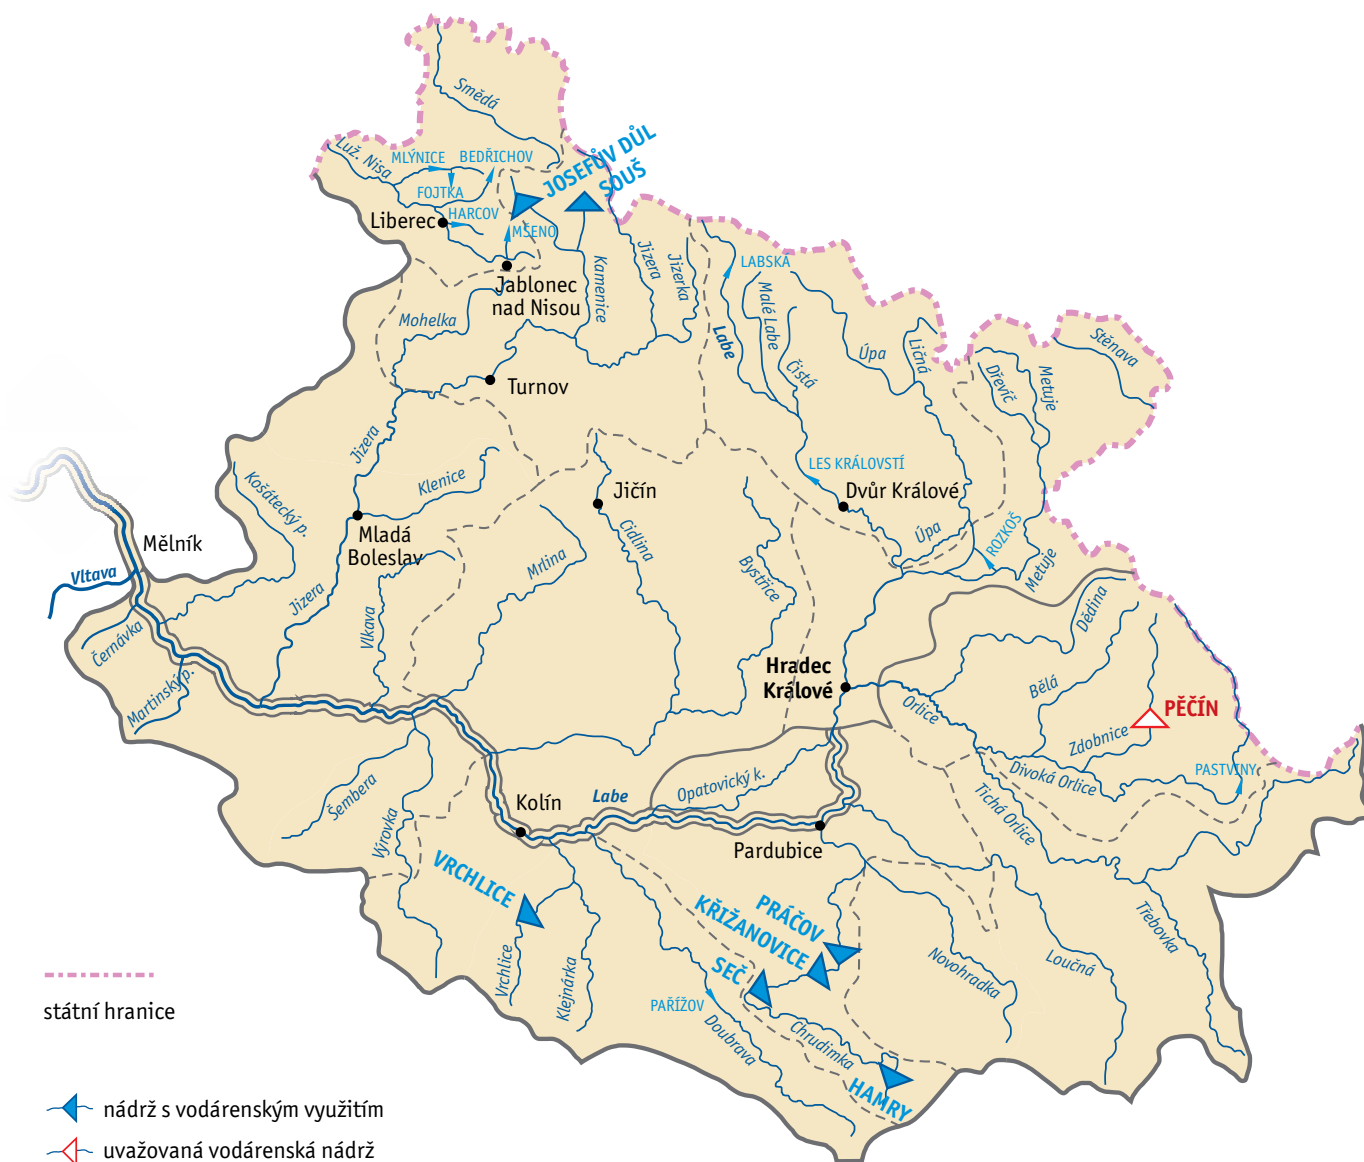 Smědá
Luž. Nisa
MLÝNICE
BEDŘICHOV
FOJTKA
JOSEFŮV DŮL
SOUŠ
Liberec
HARCOV
MŠENO
Jablonec
nad Nisou
Kamenice
Jizera
Jizerka
LABSKÁ
Malé Labe
Labe
Čistá
Úpa
Ličná
Dřevíč
Metuje
Stěnava
Mohelka
Turnov
Jizera
Klenice
Košátecký p.
Jičín
LES KRÁLOVSTÍ
Dvůr Králové
Mladá
Boleslav
Cidlina
Mrlina
Bystřice
Úpa
ROZKOŠ
Metuje
Mělník
Vltava
Jizera
Vlkava
Dědina
Černávka
Martinský p.
Hradec
Králové
Orlice
Bělá
Zdobnice
PĚČÍN
Divoká Orlice
PASTVINY
Tichá Orlice
Šembera
Výrovka
Kolín
Labe
Opatovický k.
Pardubice
VRCHLICE
Vrchlice
Klejnárka
PRÁČOV
KŘIŽANOVICE
SEČ
PAŘÍŽOV
Doubrava
Chrudimka
HAMRY
Novohradka
Loučná
Třebovka
státní hranice
nádrž s vodárenským využitím
uvažovaná vodárenská nádrž